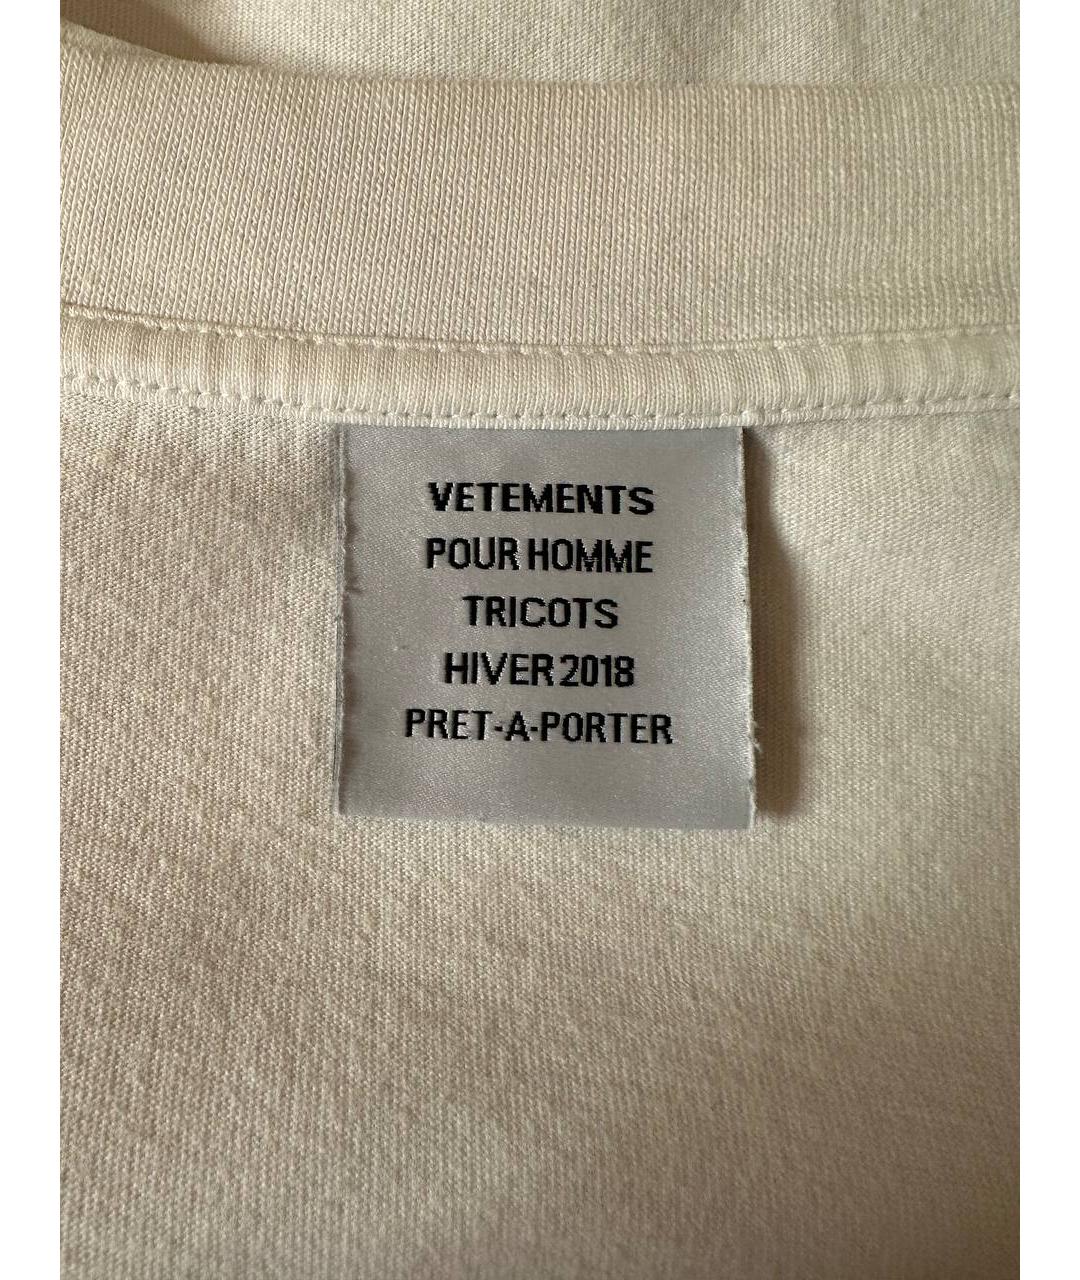 VETEMENTS
POUR HOMME
TRICOTS
HIVER 2018
PRET-A-PORTER